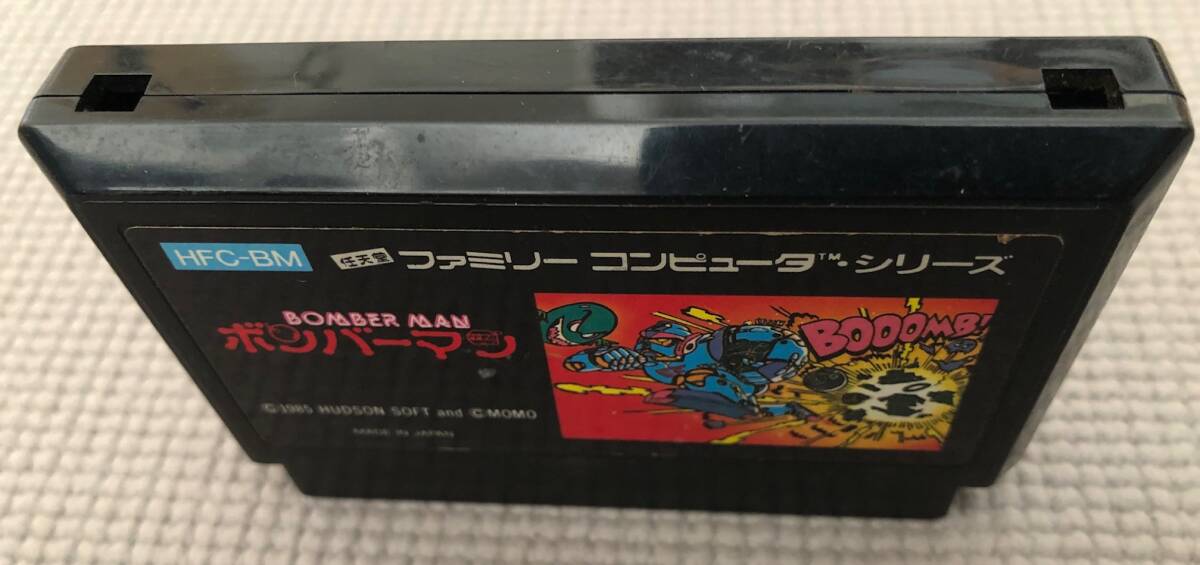 HFC-BM 任天堂 ファミリー コンピュータ™・シリーズ
BOMBER MAN
ボンバーマン
BOOOMB!
©1985 HUDSON SOFT and ©MOMO
MADE IN JAPAN